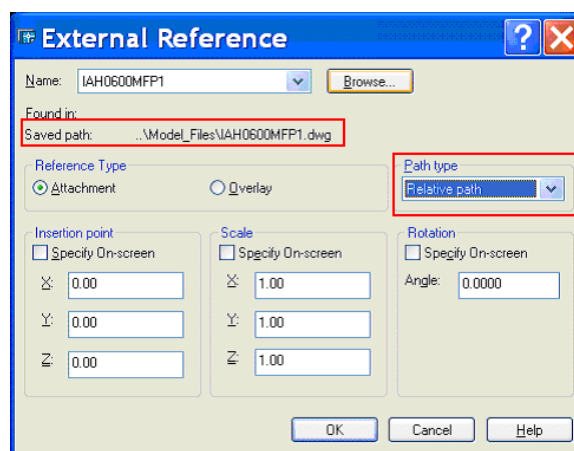 External Reference
Name: IAH0600MFP1 Browse...
Found in:
Saved path: ..\Model_Files\IAH0600MFP1.dwg
Reference Type
Attachment Overlay
Path type
Relative path
Insertion point
Specify On-screen
X: 0.00
Y: 0.00
Z: 0.00
Scale
Specify On-screen
X: 1.00
Y: 1.00
Z: 1.00
Rotation
Specify On-screen
Angle: 0.0000
OK Cancel Help